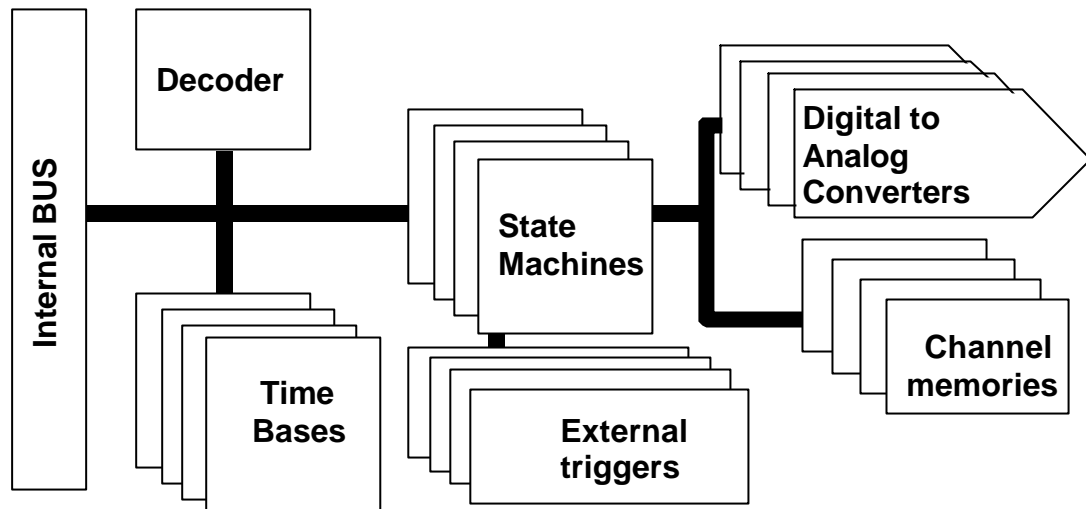 Internal BUS
Decoder
Time
Bases
State
Machines
External
triggers
Digital to
Analog
Converters
Channel
memories